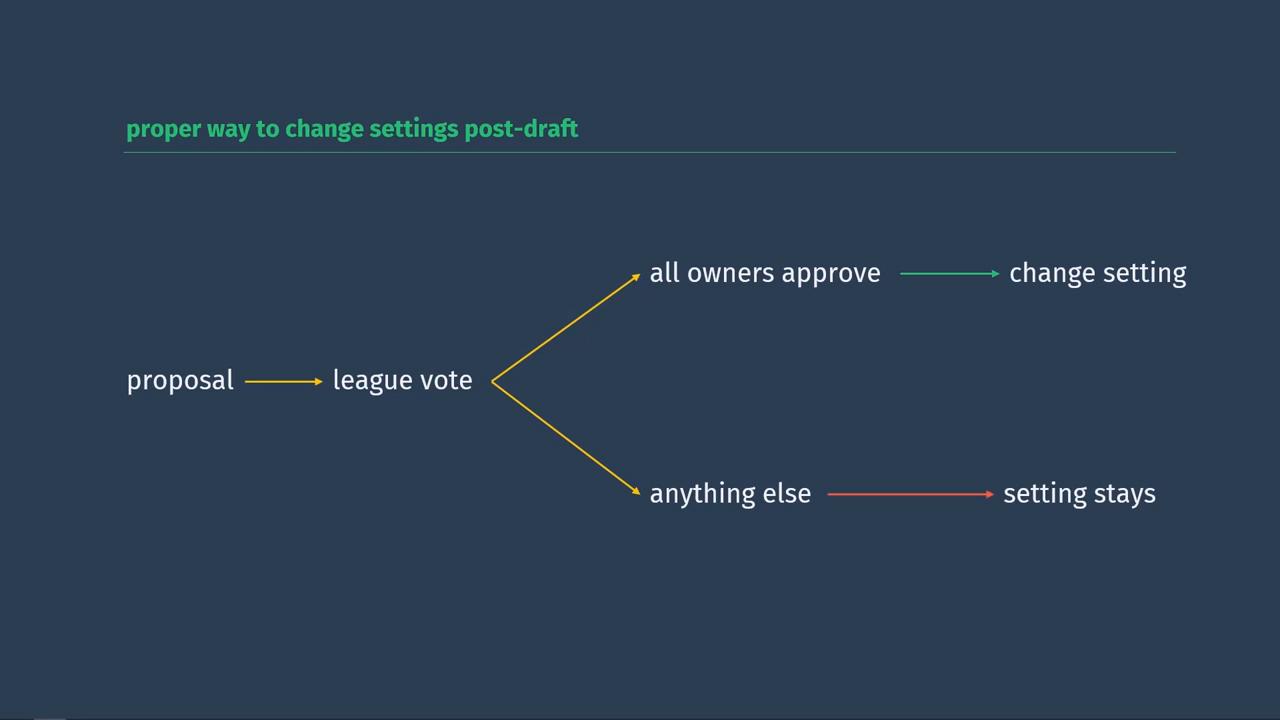 proper way to change settings post-draft
all owners approve
change setting
proposal
league vote
anything else
setting stays